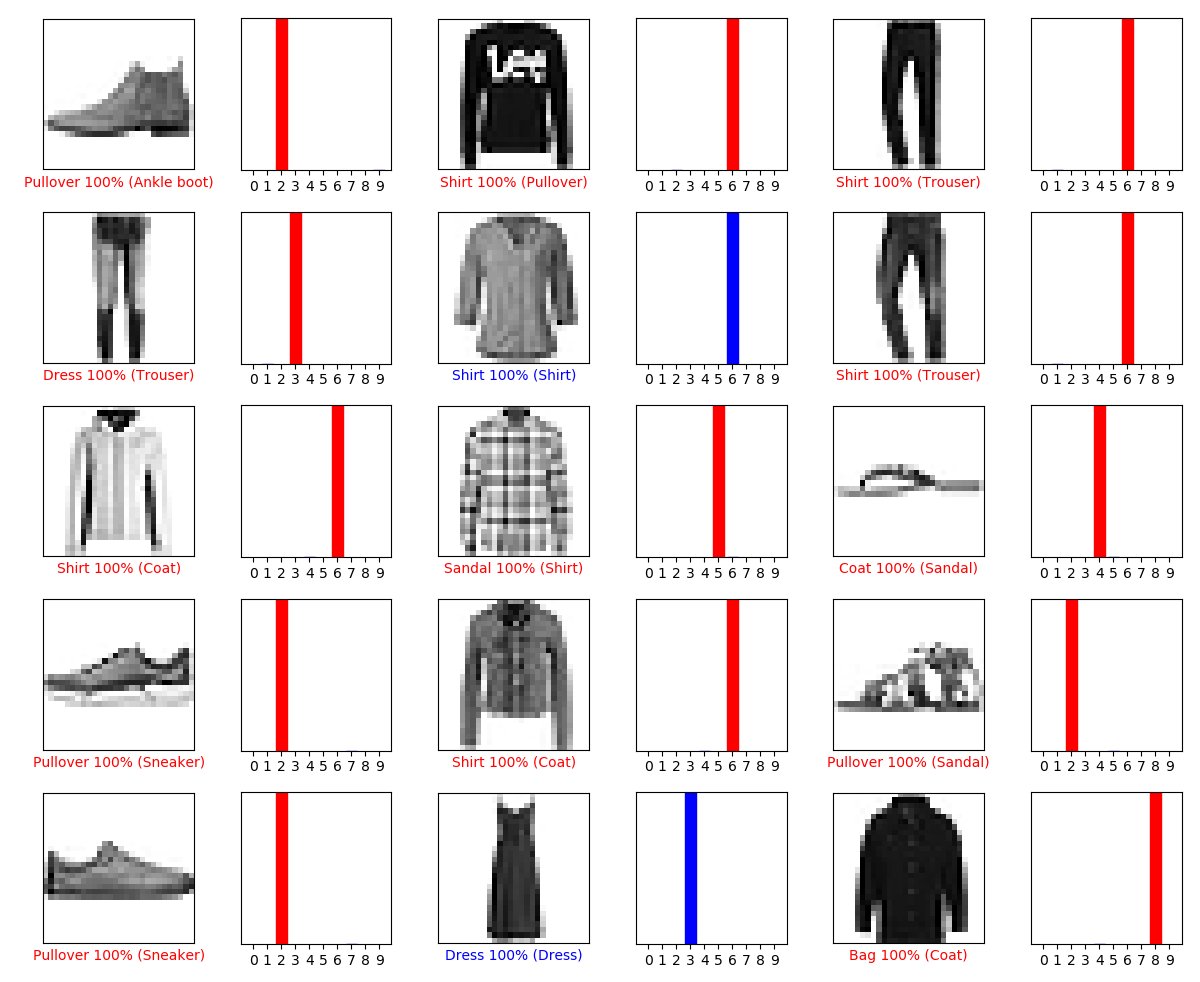 Lee
0 1 2 3 4 5 6 7 8 9 0 1 2 3 4 5 6 7 8 9 0 1 2 3 4 5 6 7 8 9
Pullover 100% (Ankle boot) Shirt 100% (Pullover) Shirt 100% (Trouser)
0 1 2 3 4 5 6 7 8 9 0 1 2 3 4 5 6 7 8 9 0 1 2 3 4 5 6 7 8 9
Dress 100% (Trouser) Shirt 100% (Shirt) Shirt 100% (Trouser)
0 1 2 3 4 5 6 7 8 9 0 1 2 3 4 5 6 7 8 9 0 1 2 3 4 5 6 7 8 9
Shirt 100% (Coat) Sandal 100% (Shirt) Coat 100% (Sandal)
0 1 2 3 4 5 6 7 8 9 0 1 2 3 4 5 6 7 8 9 0 1 2 3 4 5 6 7 8 9
Pullover 100% (Sneaker) Shirt 100% (Coat) Pullover 100% (Sandal)
0 1 2 3 4 5 6 7 8 9 0 1 2 3 4 5 6 7 8 9 0 1 2 3 4 5 6 7 8 9
Pullover 100% (Sneaker) Dress 100% (Dress) Bag 100% (Coat)